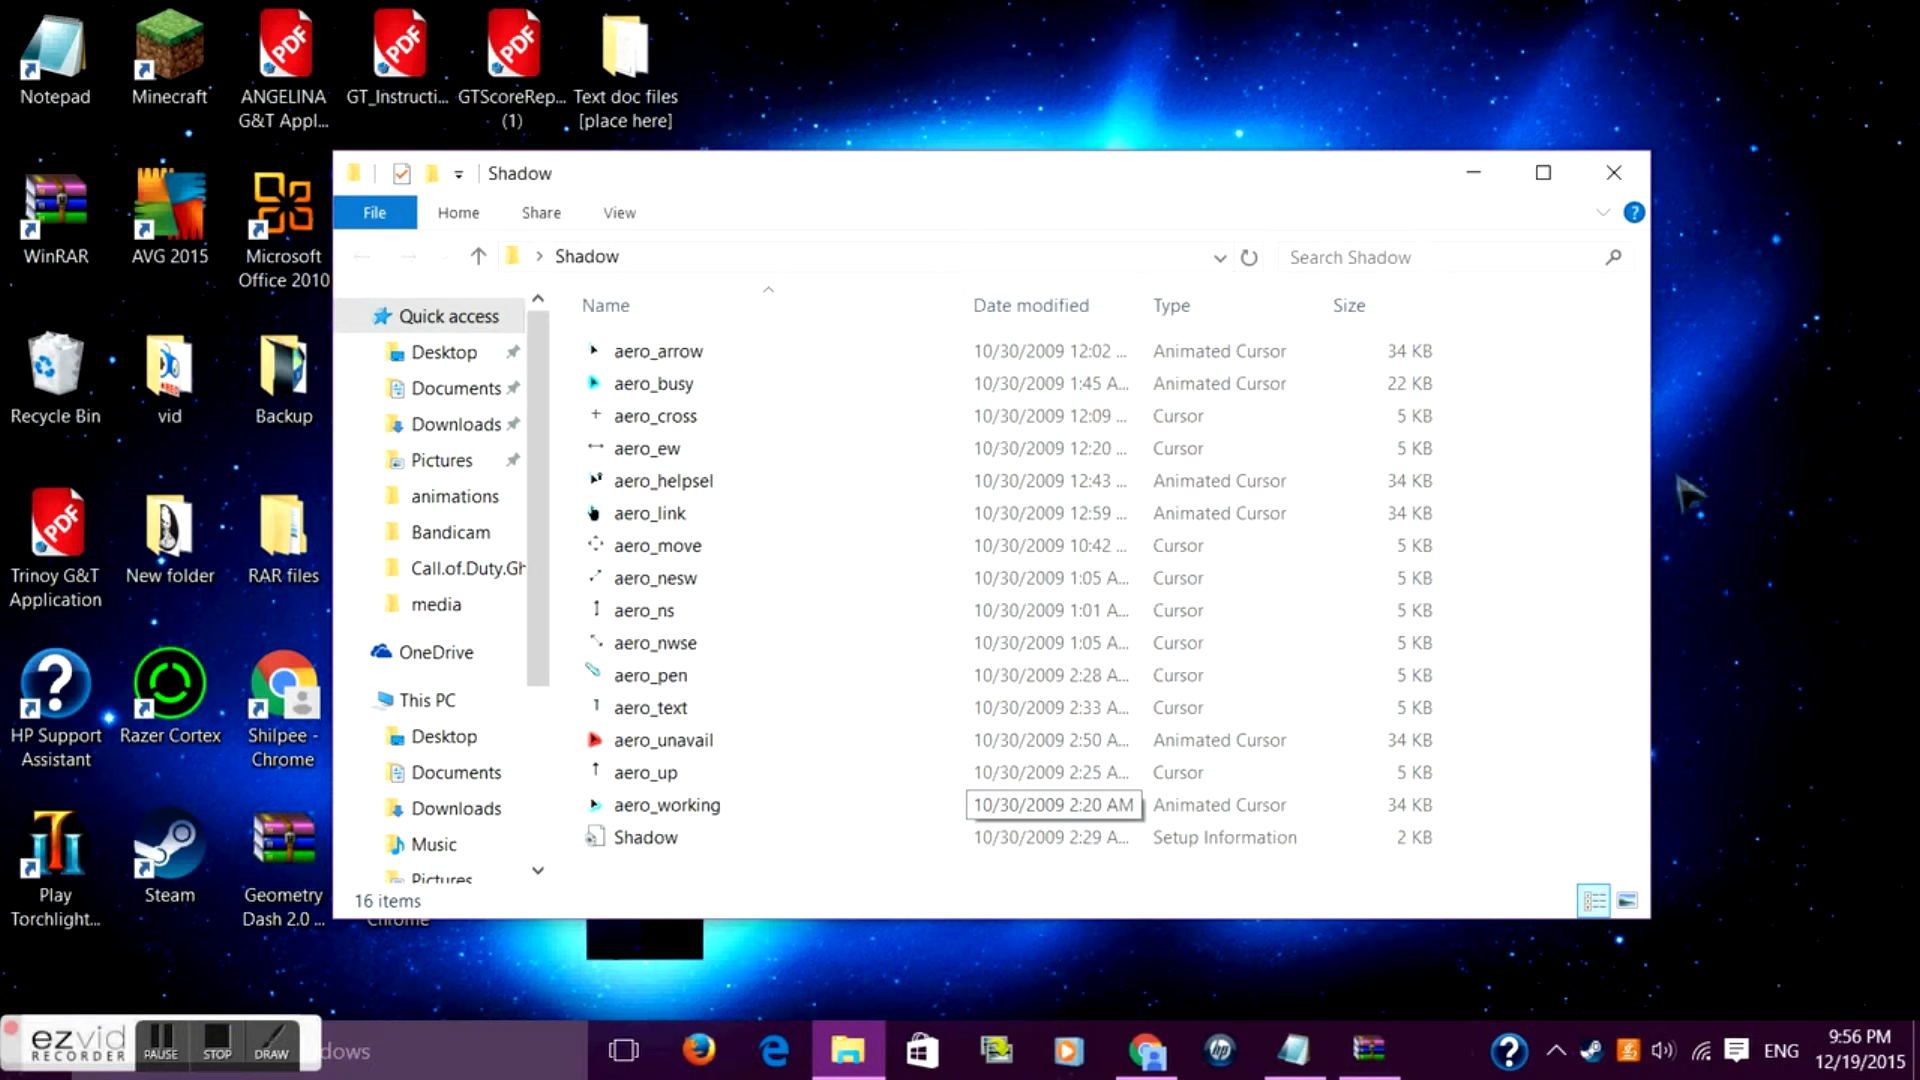 Notepad
Minecraft
ANGELINA
G&T Appl...
GT_Instructi...
GTScoreRep...
(1)
Text doc files
[place here]
WinRAR
AVG 2015
Microsoft
Office 2010
Recycle Bin
vid
Backup
Trinoy G&T
Application
New folder
RAR files
HP Support
Assistant
Razer Cortex
Shilpee -
Chrome
Play
Torchlight...
Steam
Geometry
Dash 2.0 ...
Chrome
Shadow
File
Home
Share
View
Shadow
Search Shadow
Quick access
Desktop
Documents
Downloads
Pictures
animations
Bandicam
Call.of.Duty.Gh
media
OneDrive
This PC
Desktop
Documents
Downloads
Music
Pictures
Name Date modified Type Size
aero_arrow 10/30/2009 12:02 ... Animated Cursor 34 KB
aero_busy 10/30/2009 1:45 A... Animated Cursor 22 KB
aero_cross 10/30/2009 12:09 ... Cursor 5 KB
aero_ew 10/30/2009 12:20 ... Cursor 5 KB
aero_helpsel 10/30/2009 12:43 ... Animated Cursor 34 KB
aero_link 10/30/2009 12:59 ... Animated Cursor 34 KB
aero_move 10/30/2009 10:42 ... Cursor 5 KB
aero_nesw 10/30/2009 1:05 A... Cursor 5 KB
aero_ns 10/30/2009 1:01 A... Cursor 5 KB
aero_nwse 10/30/2009 1:05 A... Cursor 5 KB
aero_pen 10/30/2009 2:28 A... Cursor 5 KB
aero_text 10/30/2009 2:33 A... Cursor 5 KB
aero_unavail 10/30/2009 2:50 A... Animated Cursor 34 KB
aero_up 10/30/2009 2:25 A... Cursor 5 KB
aero_working 10/30/2009 2:20 AM Animated Cursor 34 KB
Shadow 10/30/2009 2:29 A... Setup Information 2 KB
16 items
ezvid
RECORDER
PAUSE
STOP
DRAW
dows
ENG
9:56 PM
12/19/2015